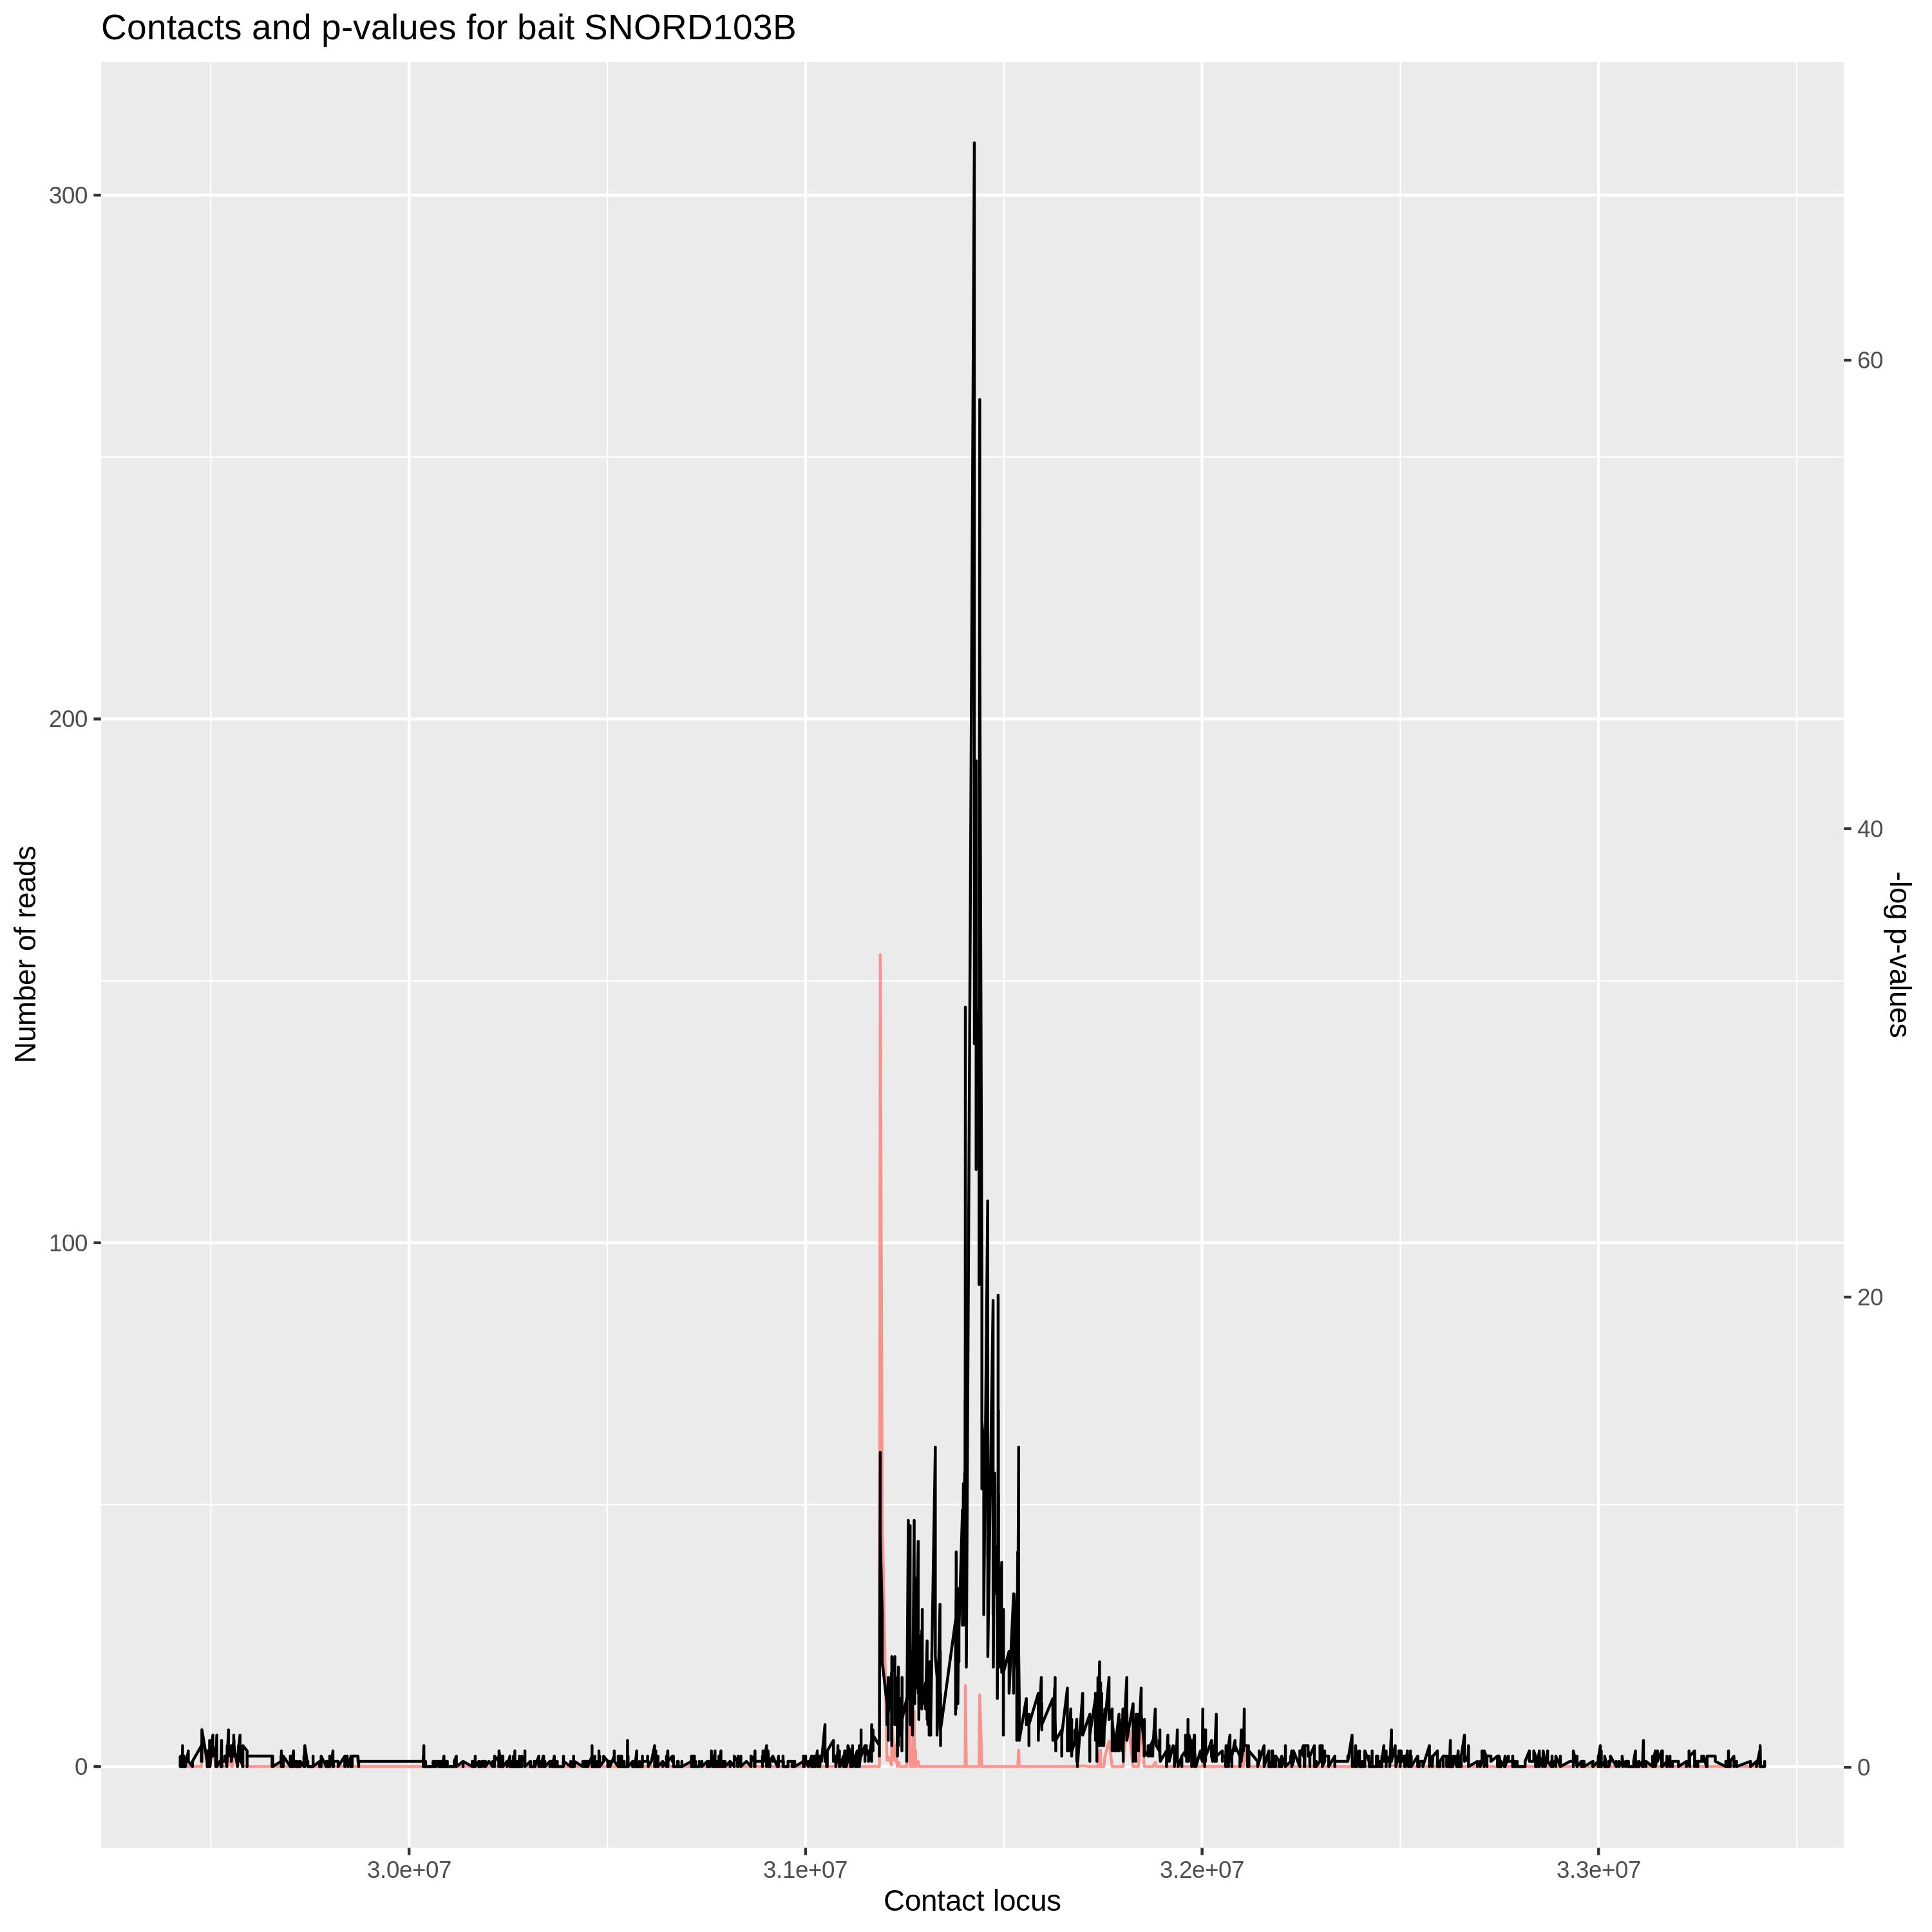 Contacts and p-values for bait SNORD103B
300
200
100
0
Number of reads
60
40
20
0
-log p-values
3.0e+07
3.1e+07
3.2e+07
3.3e+07
Contact locus